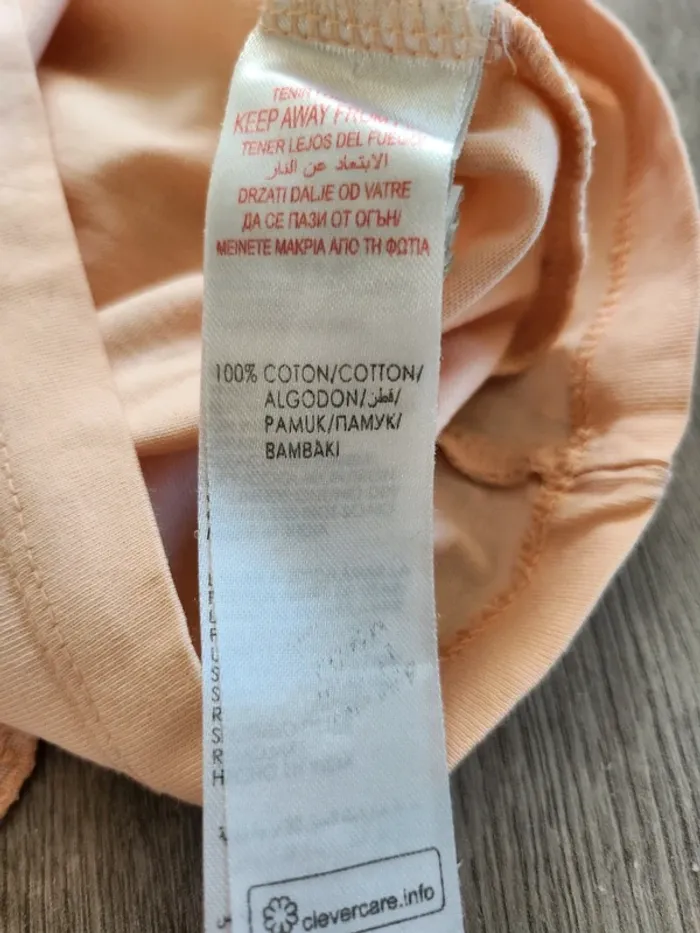 KEEP AWAY
TENER LEJOS DEL FUEGO
الابتعاد عن النار
DRZATI DALJE OD VATRE
ДА СЕ ПАЗИ ОТ ОГЪН/
ΜΕΙΝΕΤΕ ΜΑΚΡΙΑ ΑΠΟ ΤΗ ΦΩΤΙΑ
100% COTON/COTTON/
ALGODON/قطن/
PAMUK/ПАМУК/
BAMBAKI
clevercare.info